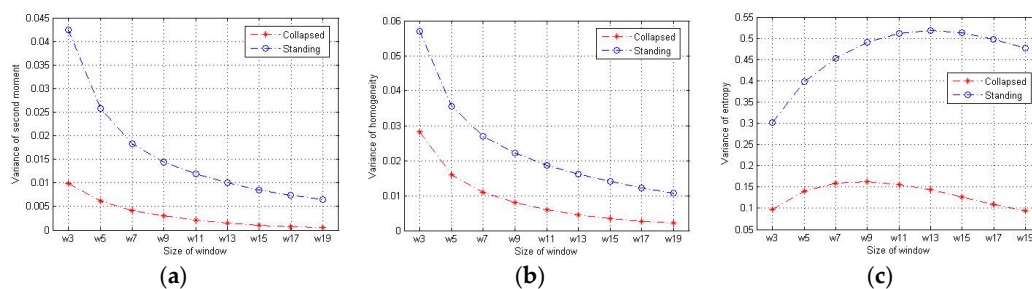 0.045
0.04
0.035
0.03
0.025
0.02
0.015
0.01
0.005
0
Variance of second moment
Collapsed
Standing
w3 w5 w7 w9 w11 w13 w15 w17 w19
Size of window
(a)
0.06
0.05
0.04
0.03
0.02
0.01
0
Variance of homogeneity
Collapsed
Standing
w3 w5 w7 w9 w11 w13 w15 w17 w19
Size of window
(b)
0.55
0.5
0.45
0.4
0.35
0.3
0.25
0.2
0.15
0.1
0.05
Variance of entropy
Collapsed
Standing
w3 w5 w7 w9 w11 w13 w15 w17 w19
Size of window
(c)